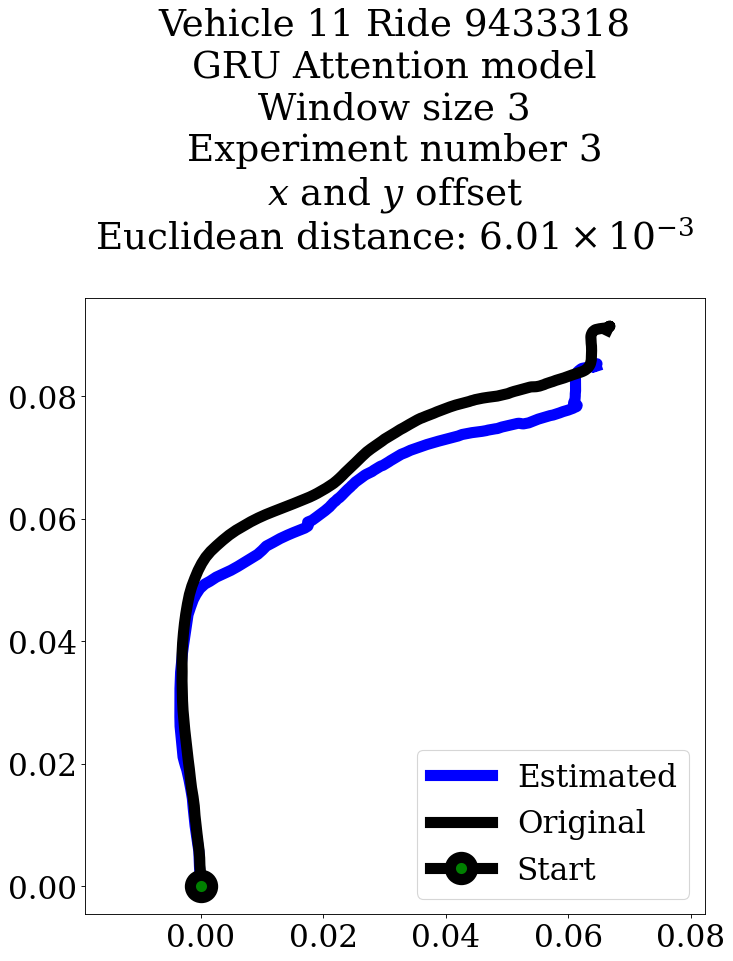 Vehicle 11 Ride 9433318
GRU Attention model
Window size 3
Experiment number 3
x and y offset
Euclidean distance: 6.01 × 10⁻³
0.08
0.06
0.04
0.02
0.00
Estimated
Original
Start
0.00 0.02 0.04 0.06 0.08